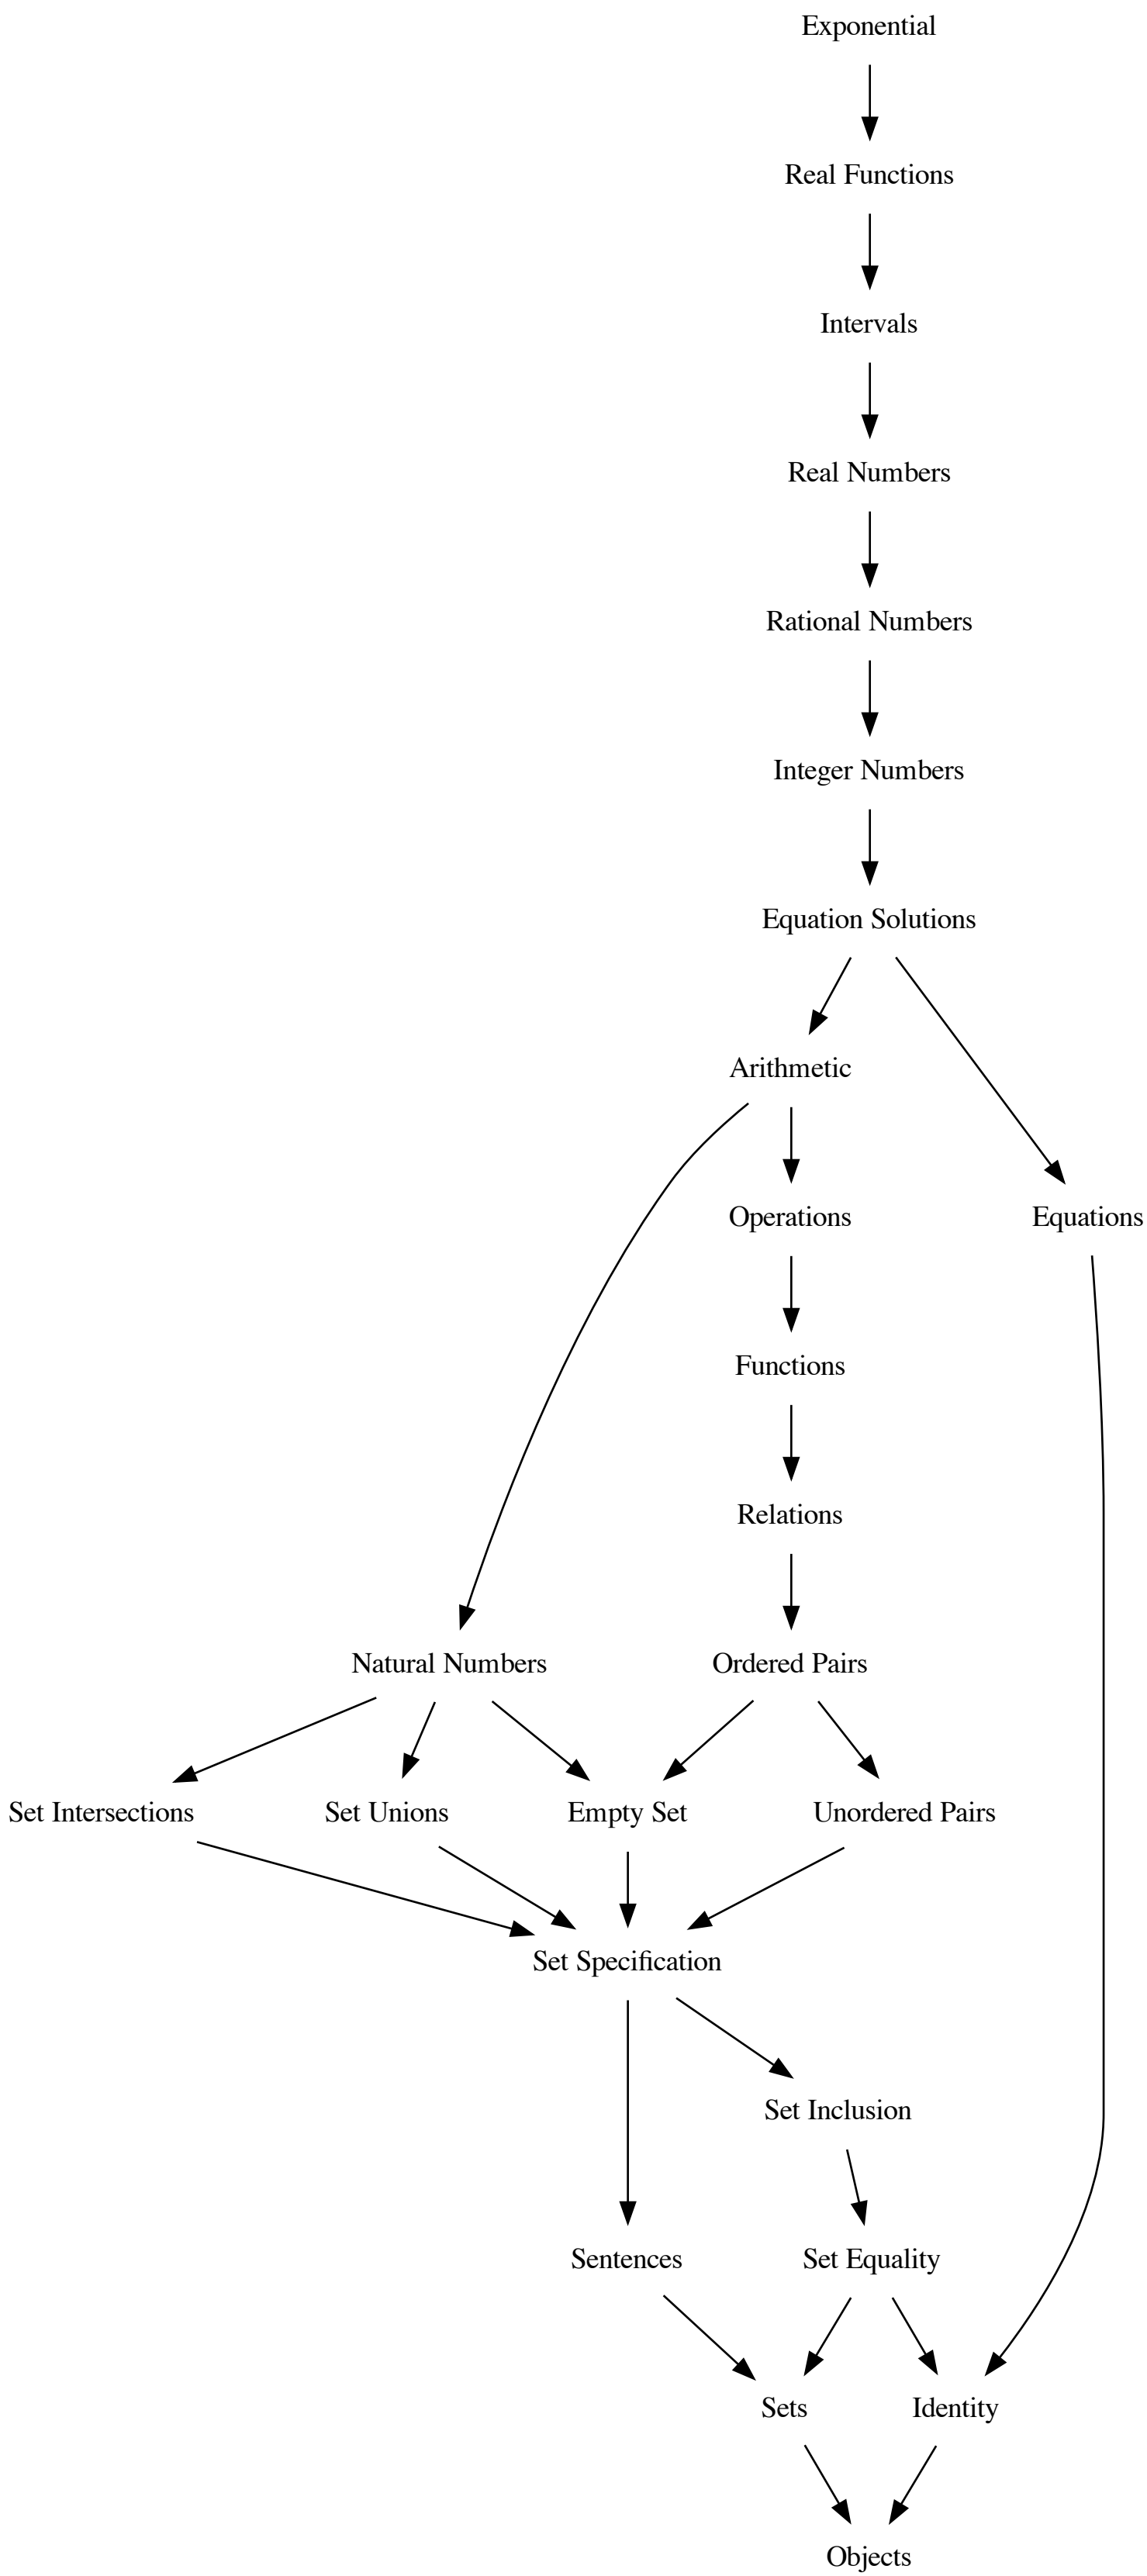 Exponential
Real Functions
Intervals
Real Numbers
Rational Numbers
Integer Numbers
Equation Solutions
Arithmetic
Operations
Equations
Functions
Relations
Natural Numbers
Ordered Pairs
Set Intersections
Set Unions
Empty Set
Unordered Pairs
Set Specification
Set Inclusion
Sentences
Set Equality
Sets
Identity
Objects